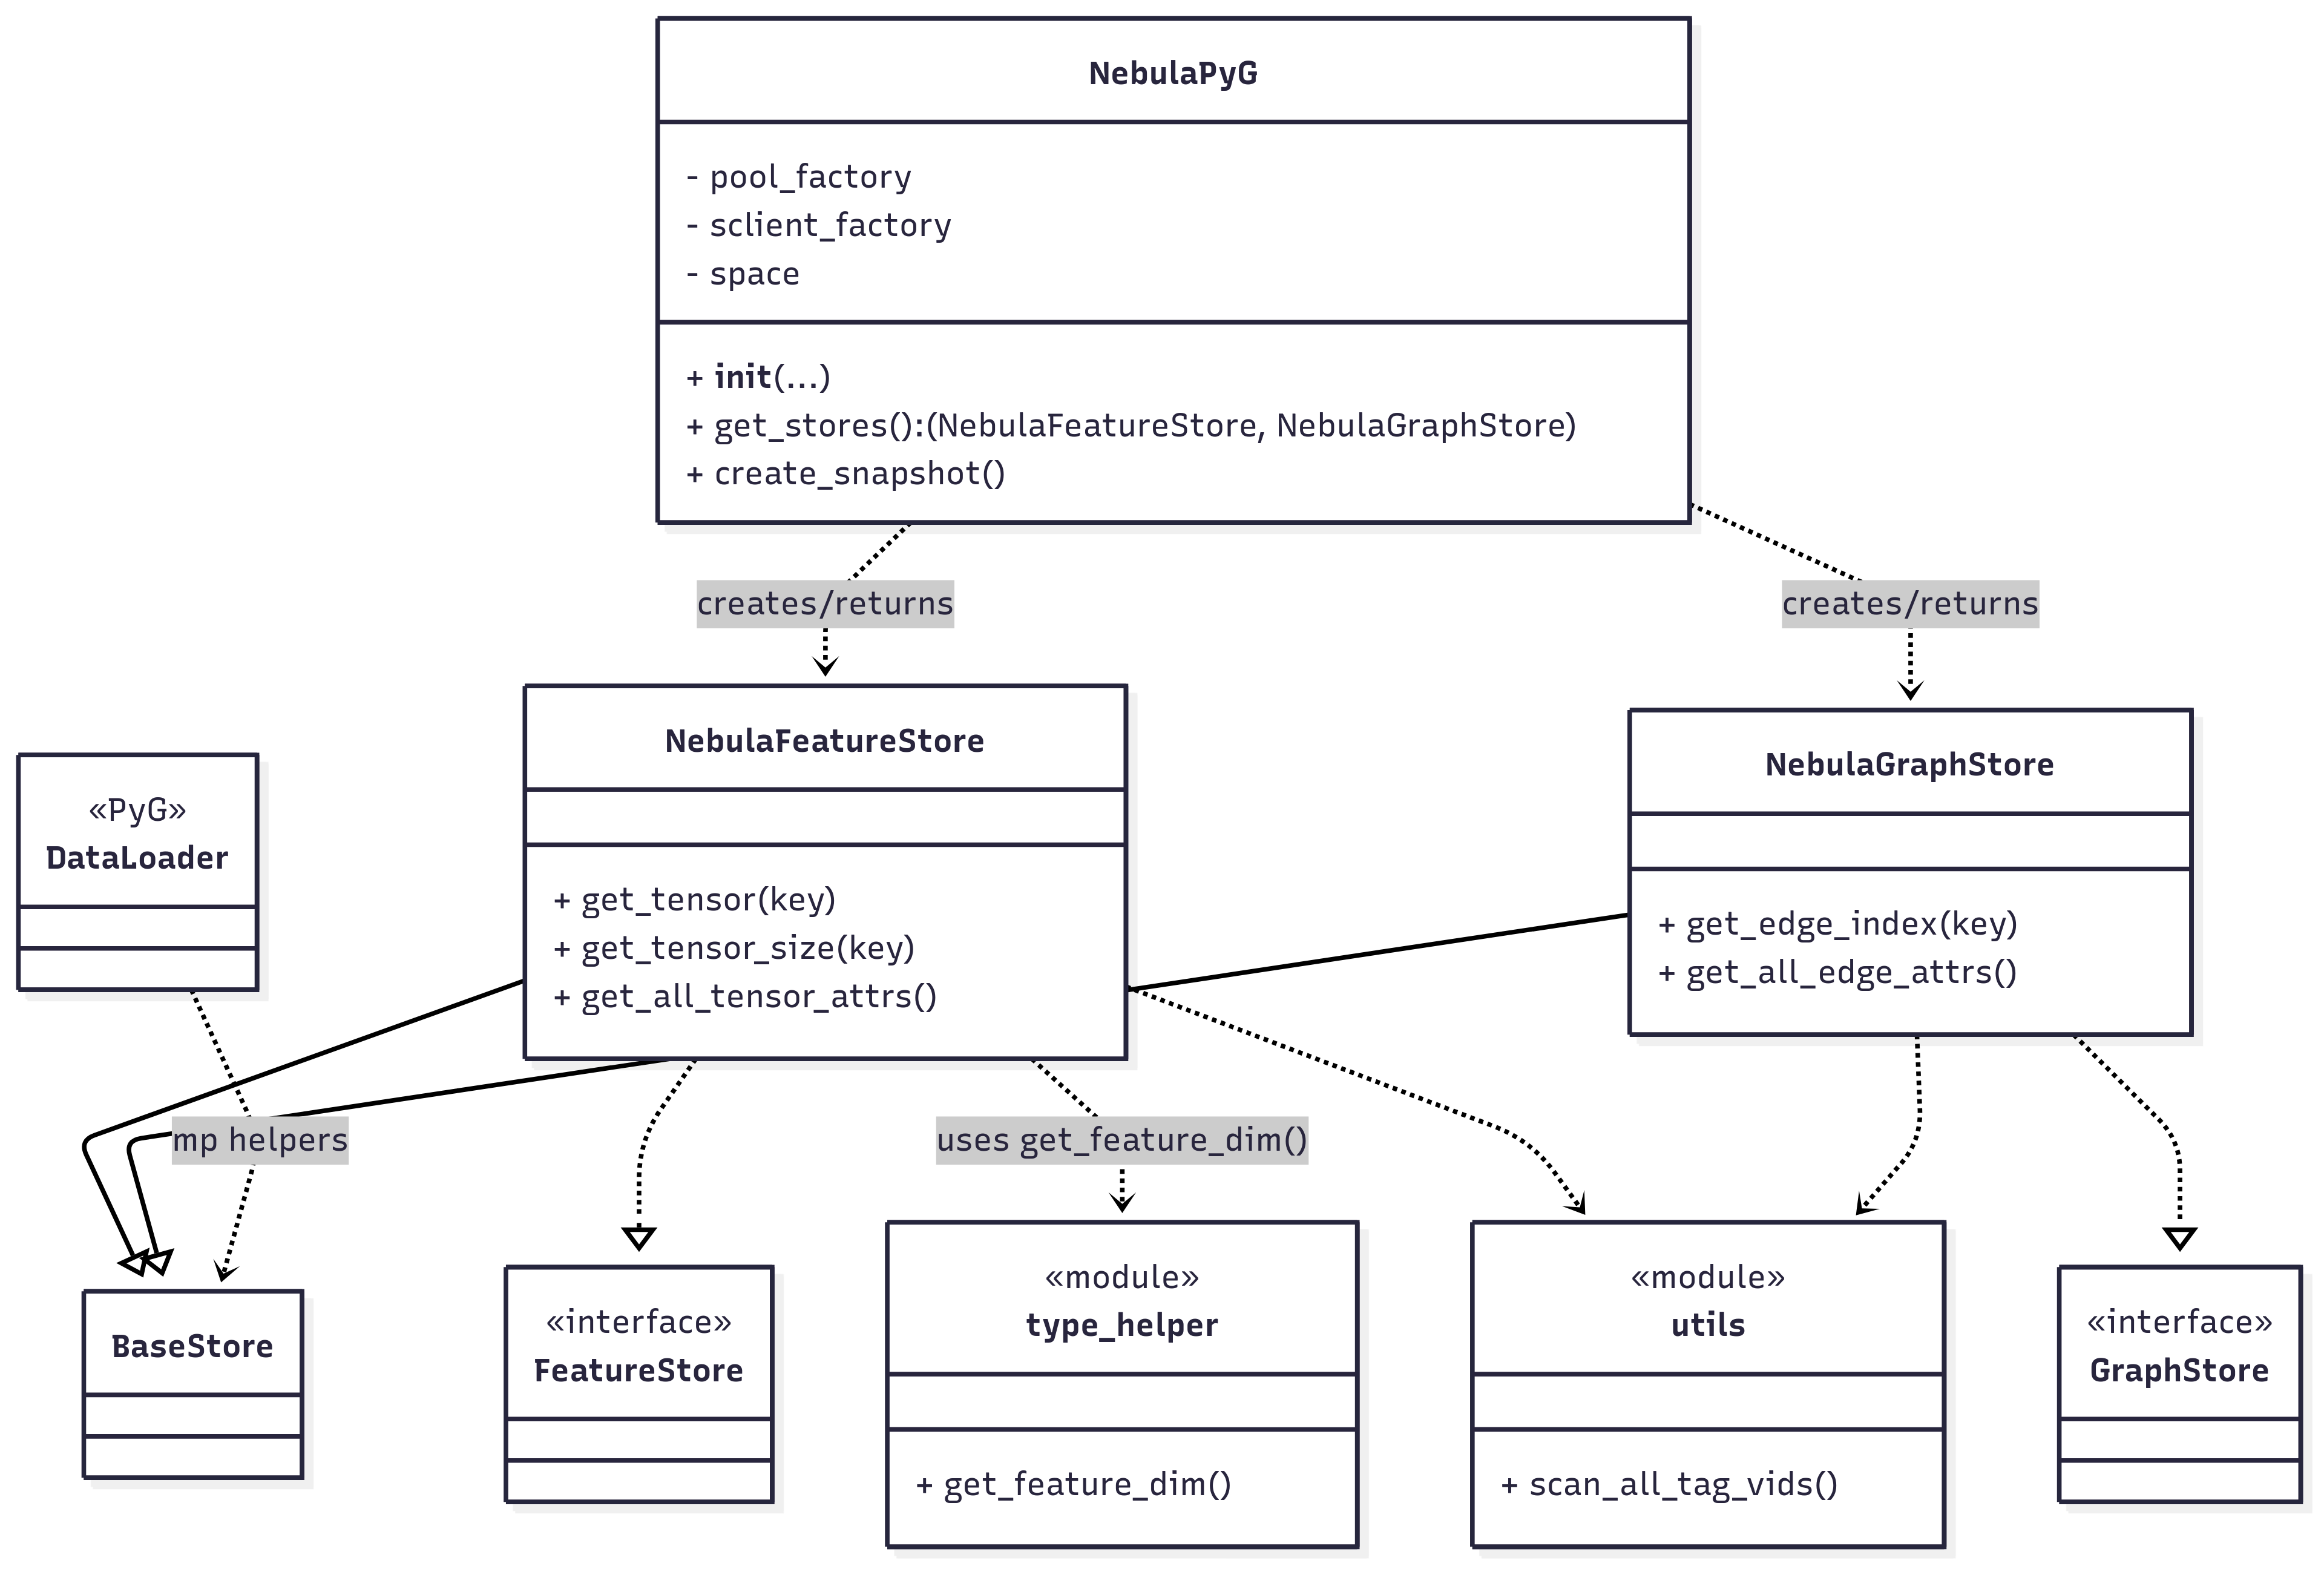 NebulaPyG
- pool_factory
- sclient_factory
- space
+ init(...)
+ get_stores():(NebulaFeatureStore, NebulaGraphStore)
+ create_snapshot()
creates/returns
creates/returns
NebulaFeatureStore
+ get_tensor(key)
+ get_tensor_size(key)
+ get_all_tensor_attrs()
NebulaGraphStore
+ get_edge_index(key)
+ get_all_edge_attrs()
«PyG»
DataLoader
mp helpers
uses get_feature_dim()
BaseStore
«interface»
FeatureStore
«module»
type_helper
+ get_feature_dim()
«module»
utils
+ scan_all_tag_vids()
«interface»
GraphStore